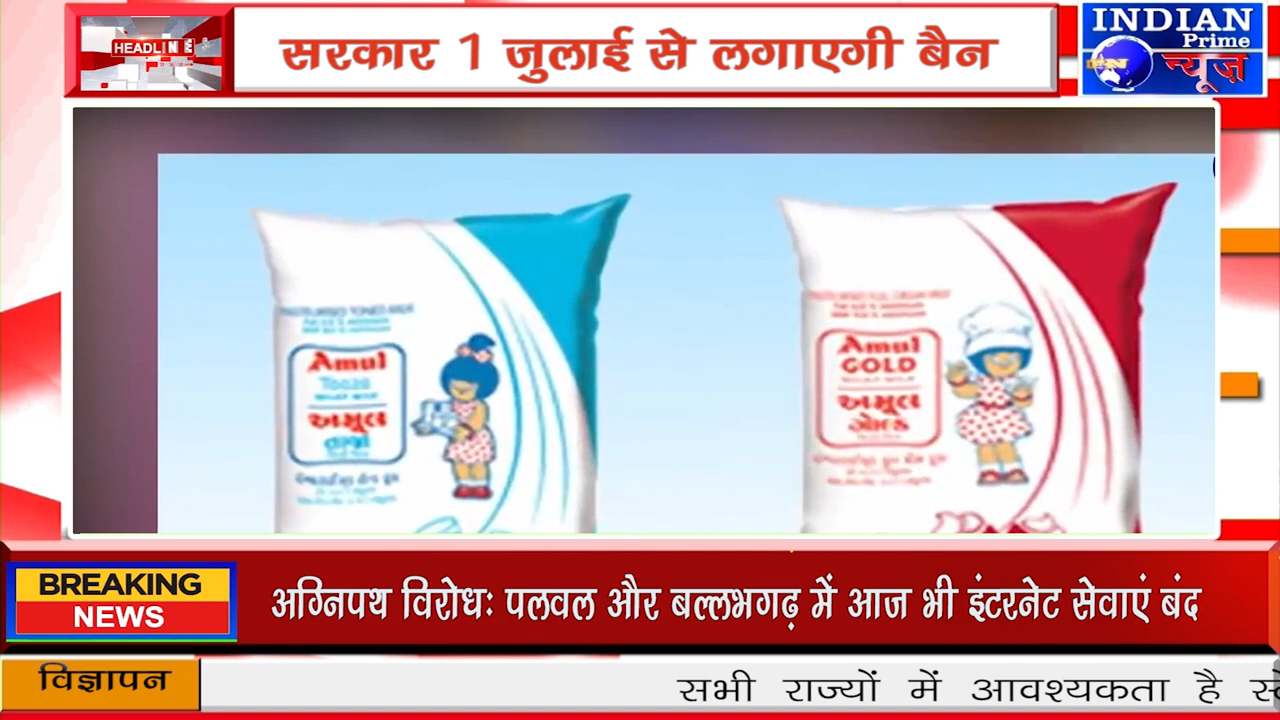 HEADLINE
सरकार 1 जुलाई से लगाएगी बैन
INDIAN
Prime
न्यूज़
Amul
Taaza
અમૂલ
તાજા
Amul
GOLD
અમૂલ
ગોલ્ડ
BREAKING
NEWS
अग्निपथ विरोधः पलवल और बल्लभगढ़ में आज भी इंटरनेट सेवाएं बंद
विज्ञापन
सभी राज्यों में आवश्यकता है